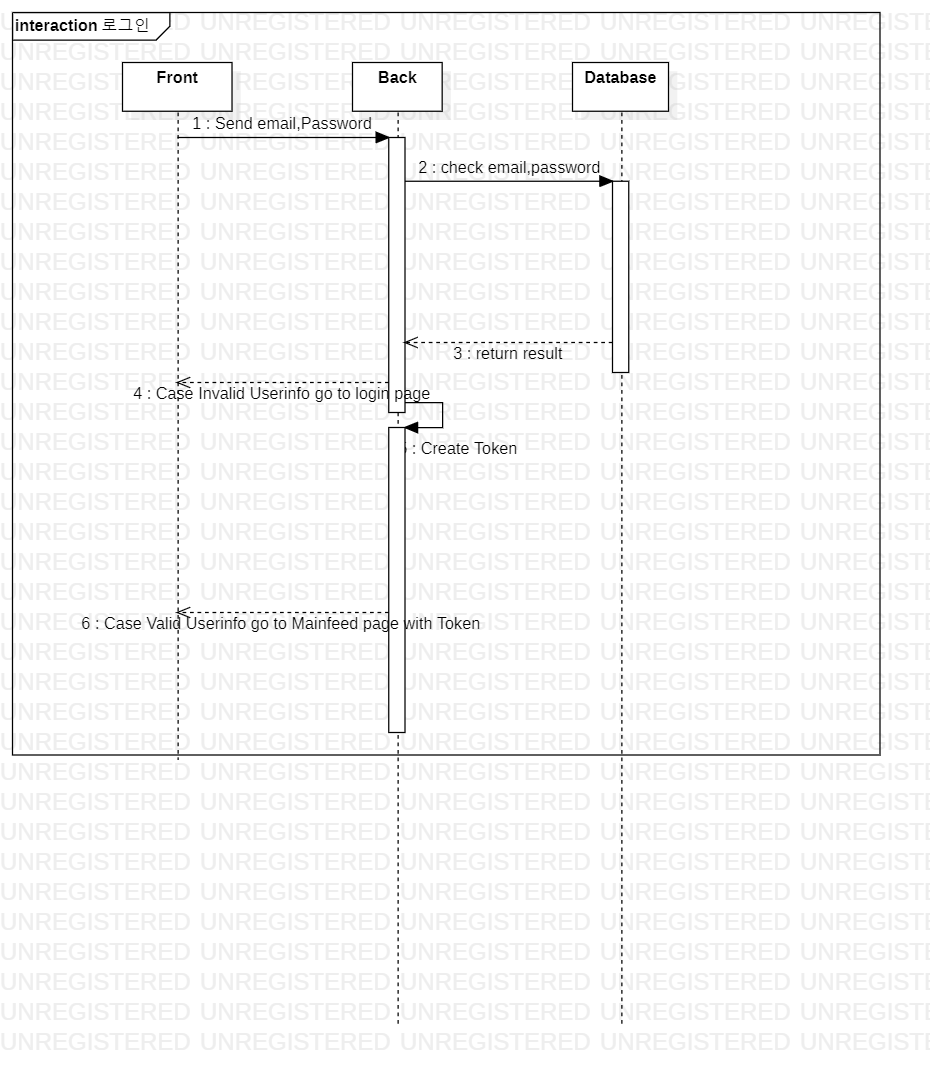 interaction 로그인
Front
Back
Database
1 : Send email,Password
2 : check email,password
3 : return result
4 : Case Invalid Userinfo go to login page
: Create Token
6 : Case Valid Userinfo go to Mainfeed page with Token
UNREGISTERED